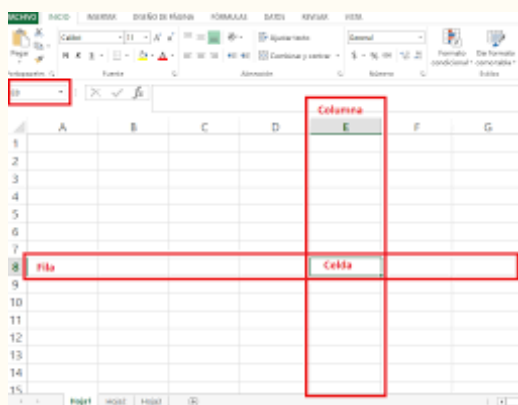 ARCHIVO INICIO INSERTAR DISEÑO DE PÁGINA FÓRMULAS DATOS REVISAR VISTA
Calibri 11 A A Ajustar texto General
Pegar N K S Combinar y centrar $ % Formato Dar formato
condicional como tabla
Portapapeles Fuente Alineación Número Estilos
E8 fx
Columna
A B C D E F G
1
2
3
4
5
6
7
8 Fila Celda
9
10
11
12
13
14
15
Hoja1 Hoja2 Hoja3